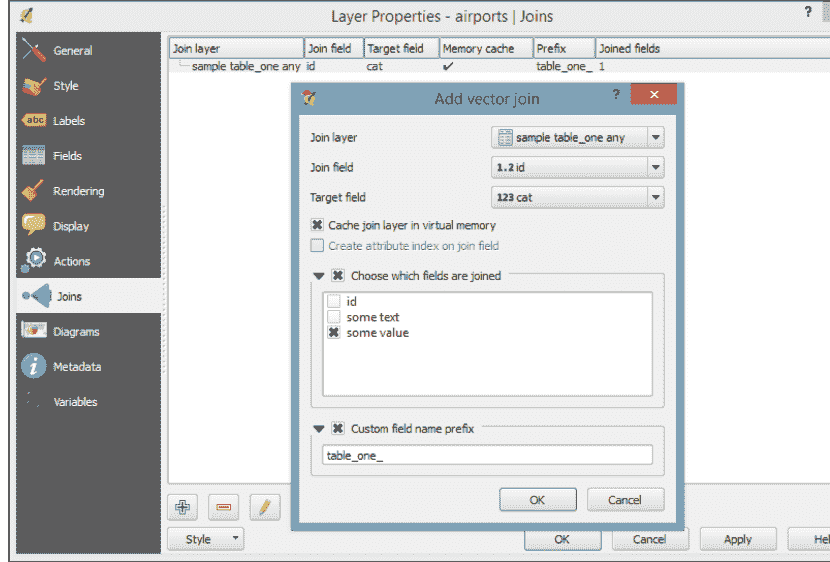 Layer Properties - airports | Joins
?
General
Style
abc Labels
Fields
Rendering
Display
Actions
Joins
Diagrams
i Metadata
Variables
Join layer Join field Target field Memory cache Prefix Joined fields
sample table_one any id cat ✔ table_one_ 1
Add vector join
? ×
Join layer sample table_one any
Join field 1.2 id
Target field 123 cat
Cache join layer in virtual memory
Create attribute index on join field
Choose which fields are joined
id
some text
some value
Custom field name prefix
table_one_
OK Cancel
Style OK Cancel Apply Hel